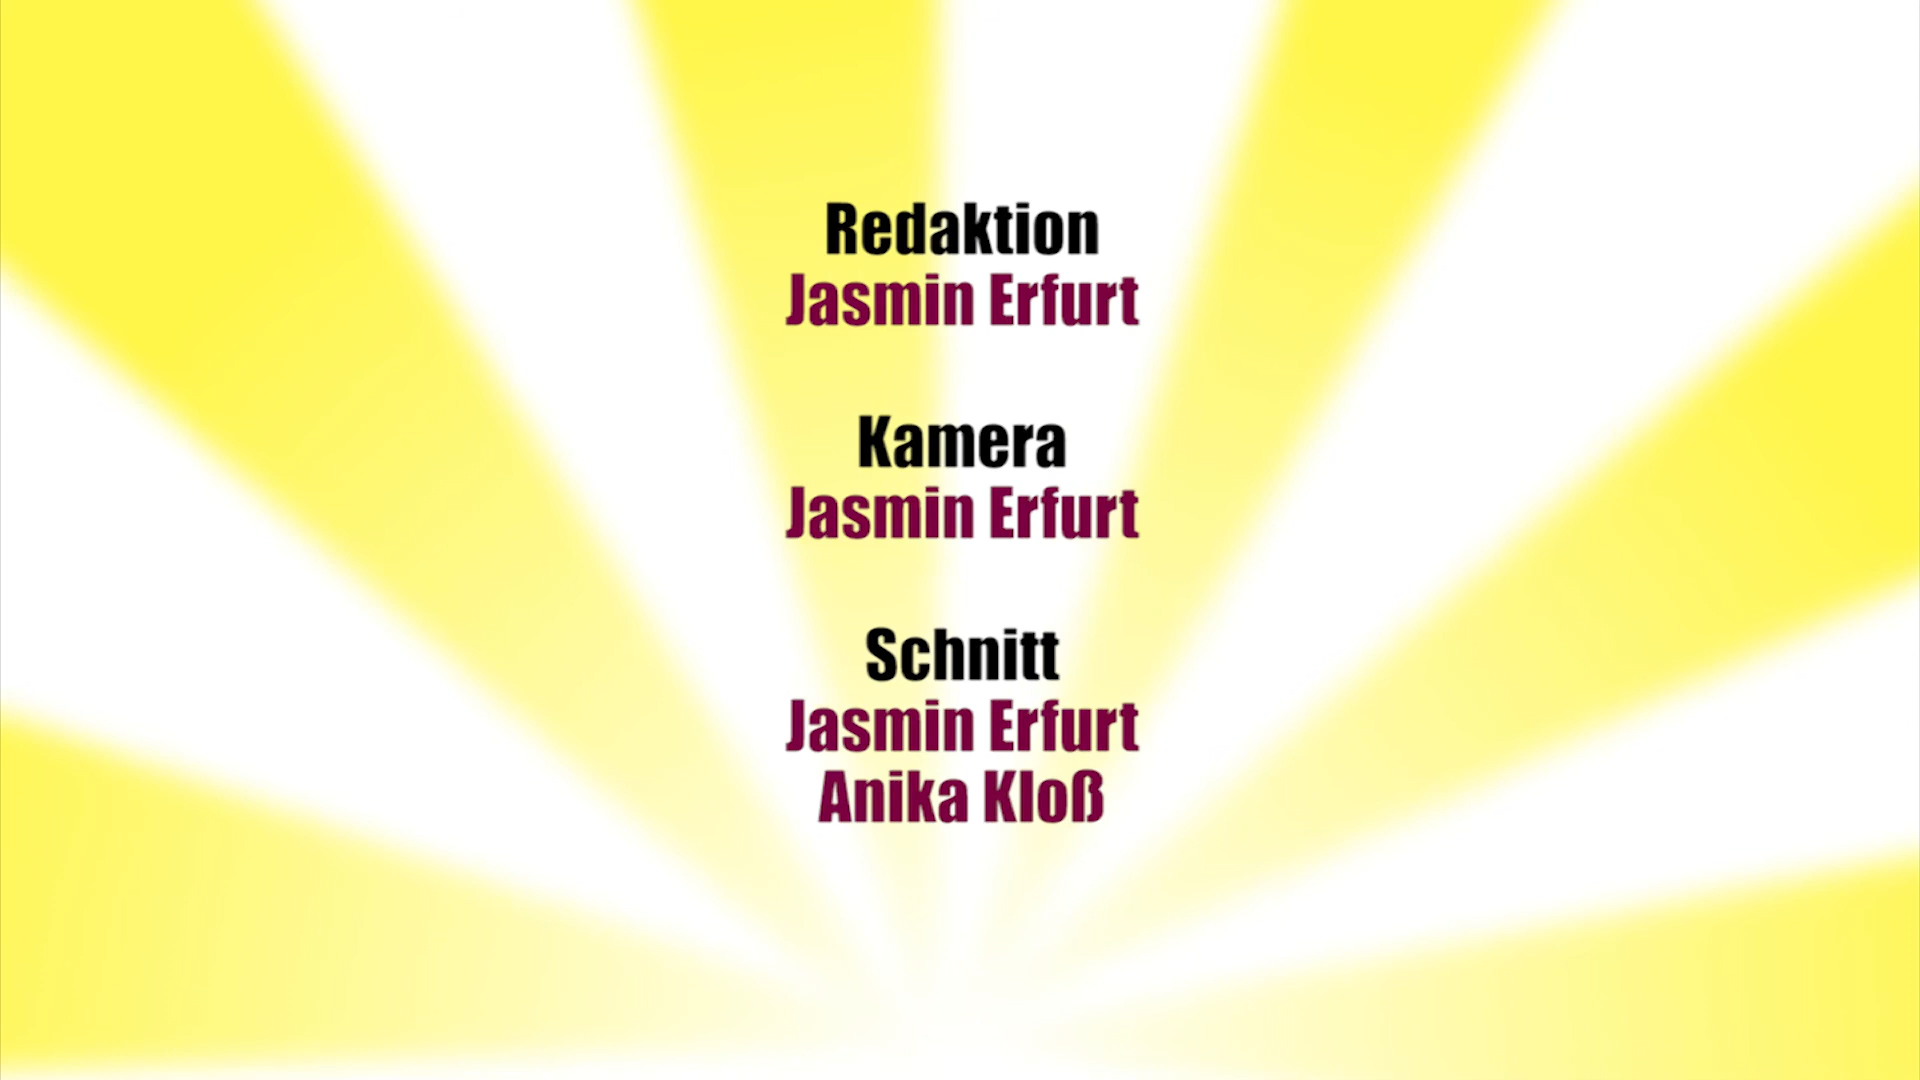 Redaktion
Jasmin Erfurt
Kamera
Jasmin Erfurt
Schnitt
Jasmin Erfurt
Anika Kloß